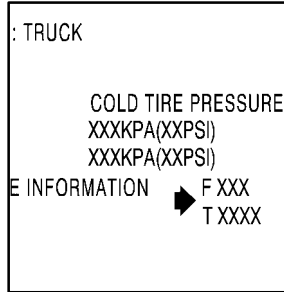 : TRUCK
COLD TIRE PRESSURE
XXXKPA(XXPSI)
XXXKPA(XXPSI)
E INFORMATION F XXX
T XXXX